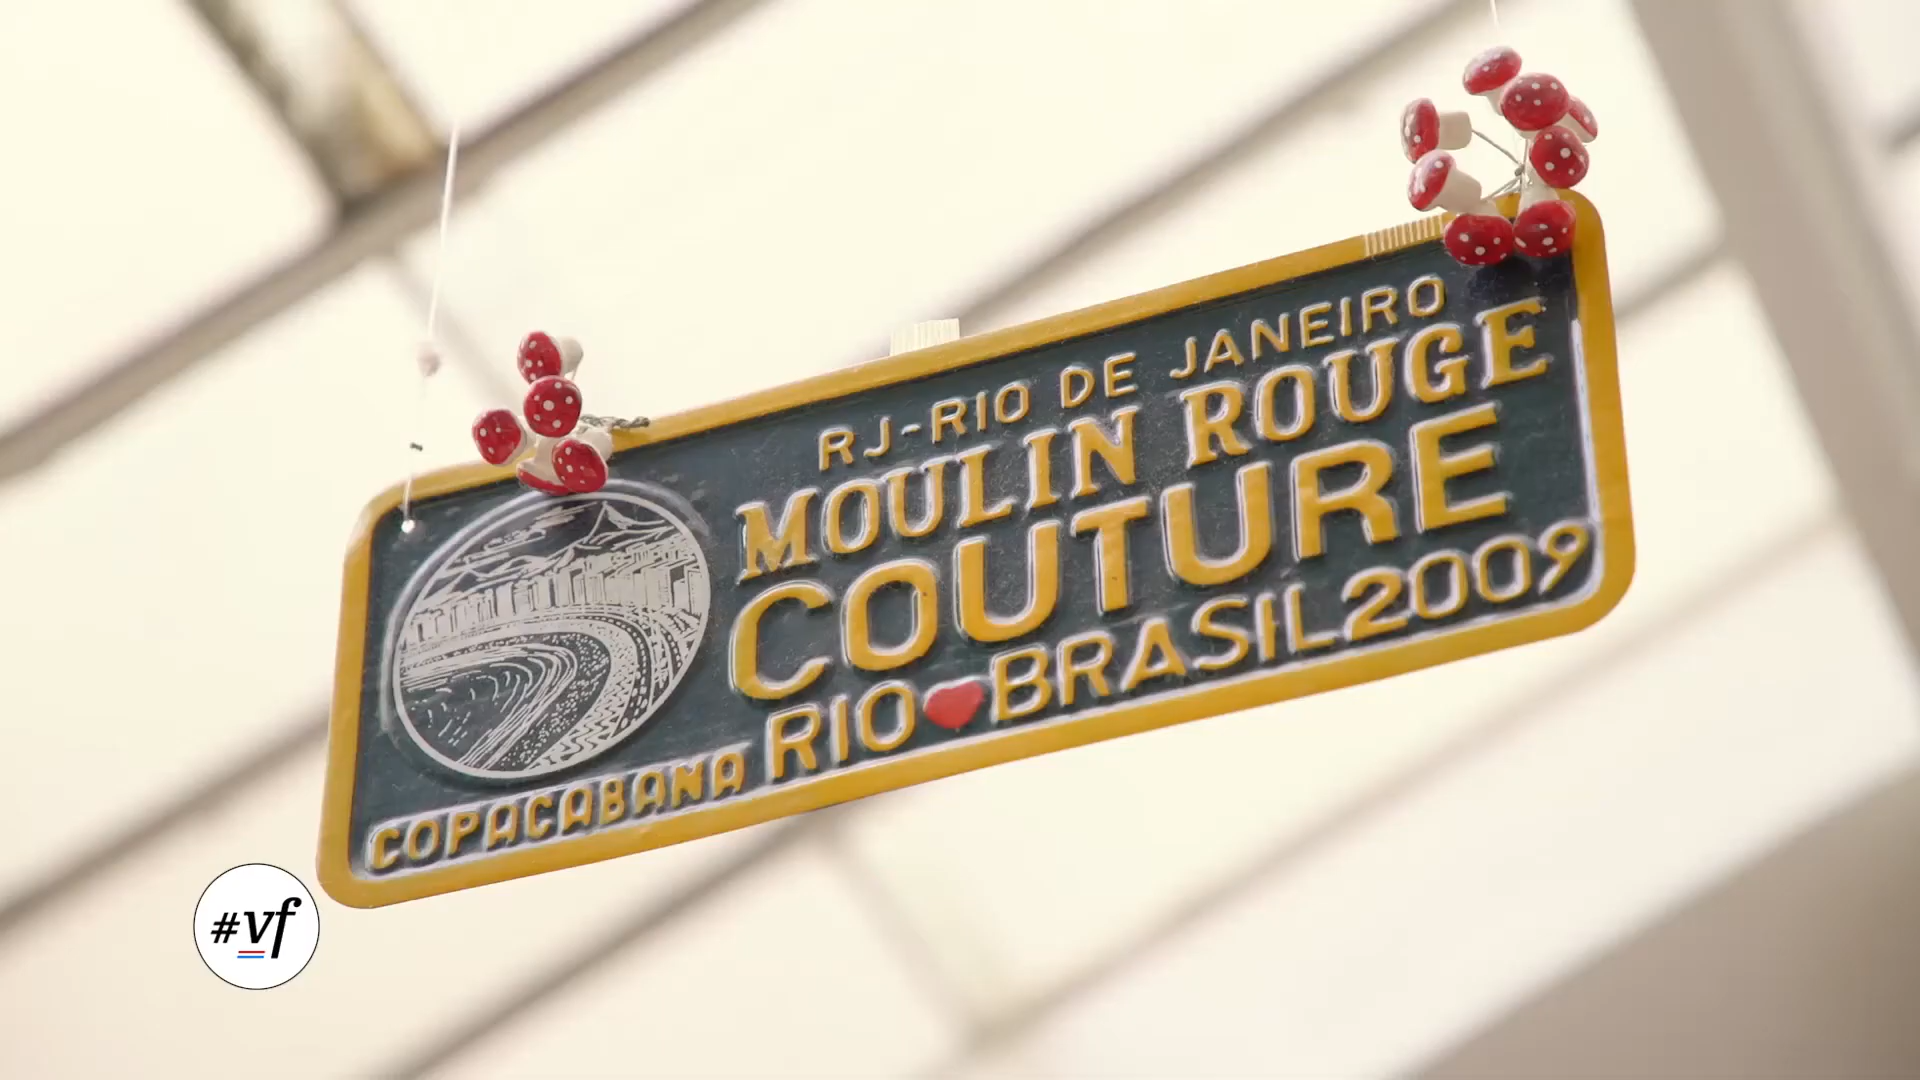 RJ-RIO DE JANEIRO
MOULIN ROUGE
COUTURE
RIO❤BRASIL2009
COPACABANA
#vf